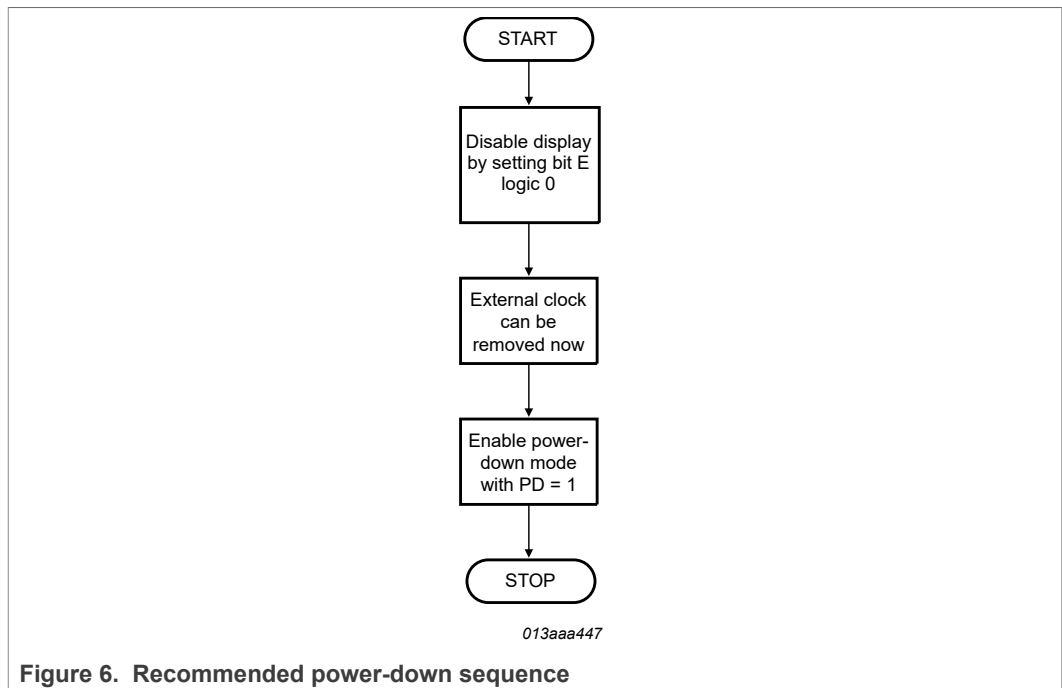 START
Disable display
by setting bit E
logic 0
External clock
can be
removed now
Enable power-
down mode
with PD = 1
STOP
013aaa447
Figure 6. Recommended power-down sequence